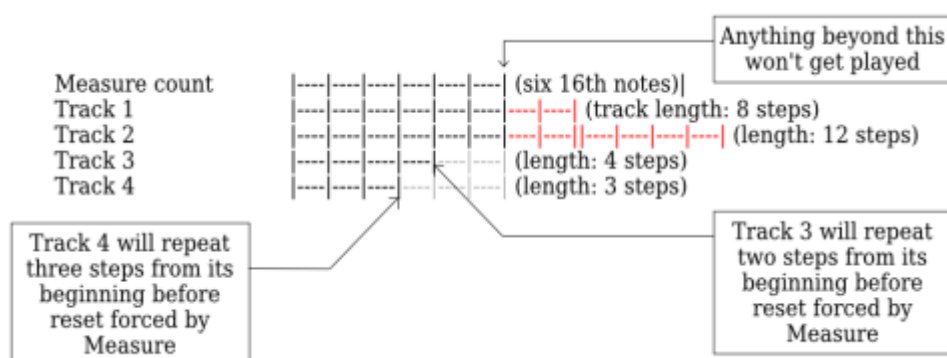 Anything beyond this
won't get played
Measure count |----|----|----|----|----|----| (six 16th notes)|
Track 1 |----|----|----|----|----|----|----|----| (track length: 8 steps)
Track 2 |----|----|----|----|----|----|----|----||----|----|----|----| (length: 12 steps)
Track 3 |----|----|----|----|----|----| (length: 4 steps)
Track 4 |----|----|----|----|----|----| (length: 3 steps)
Track 4 will repeat
three steps from its
beginning before
reset forced by
Measure
Track 3 will repeat
two steps from its
beginning before
reset forced by
Measure